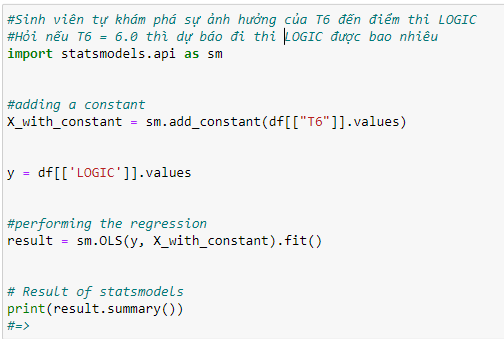 #Sinh viên tự khám phá sự ảnh hưởng của T6 đến điểm thi LOGIC
#Hỏi nếu T6 = 6.0 thì dự báo đi thi LOGIC được bao nhiêu
import statsmodels.api as sm
#adding a constant
X_with_constant = sm.add_constant(df[["T6"]].values)
y = df[['LOGIC']].values
#performing the regression
result = sm.OLS(y, X_with_constant).fit()
# Result of statsmodels
print(result.summary())
#=>